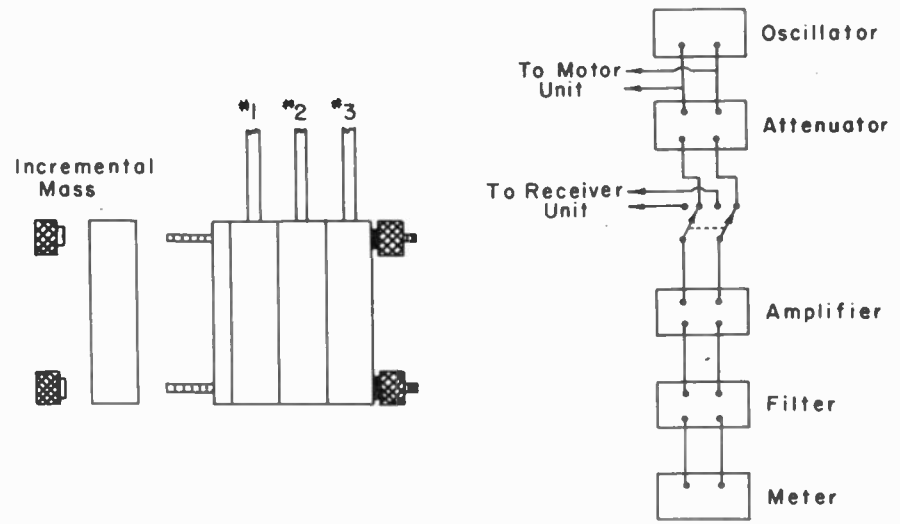 #1 #2 #3
Incremental
Mass
Oscillator
To Motor
Unit
Attenuator
To Receiver
Unit
Amplifier
Filter
Meter